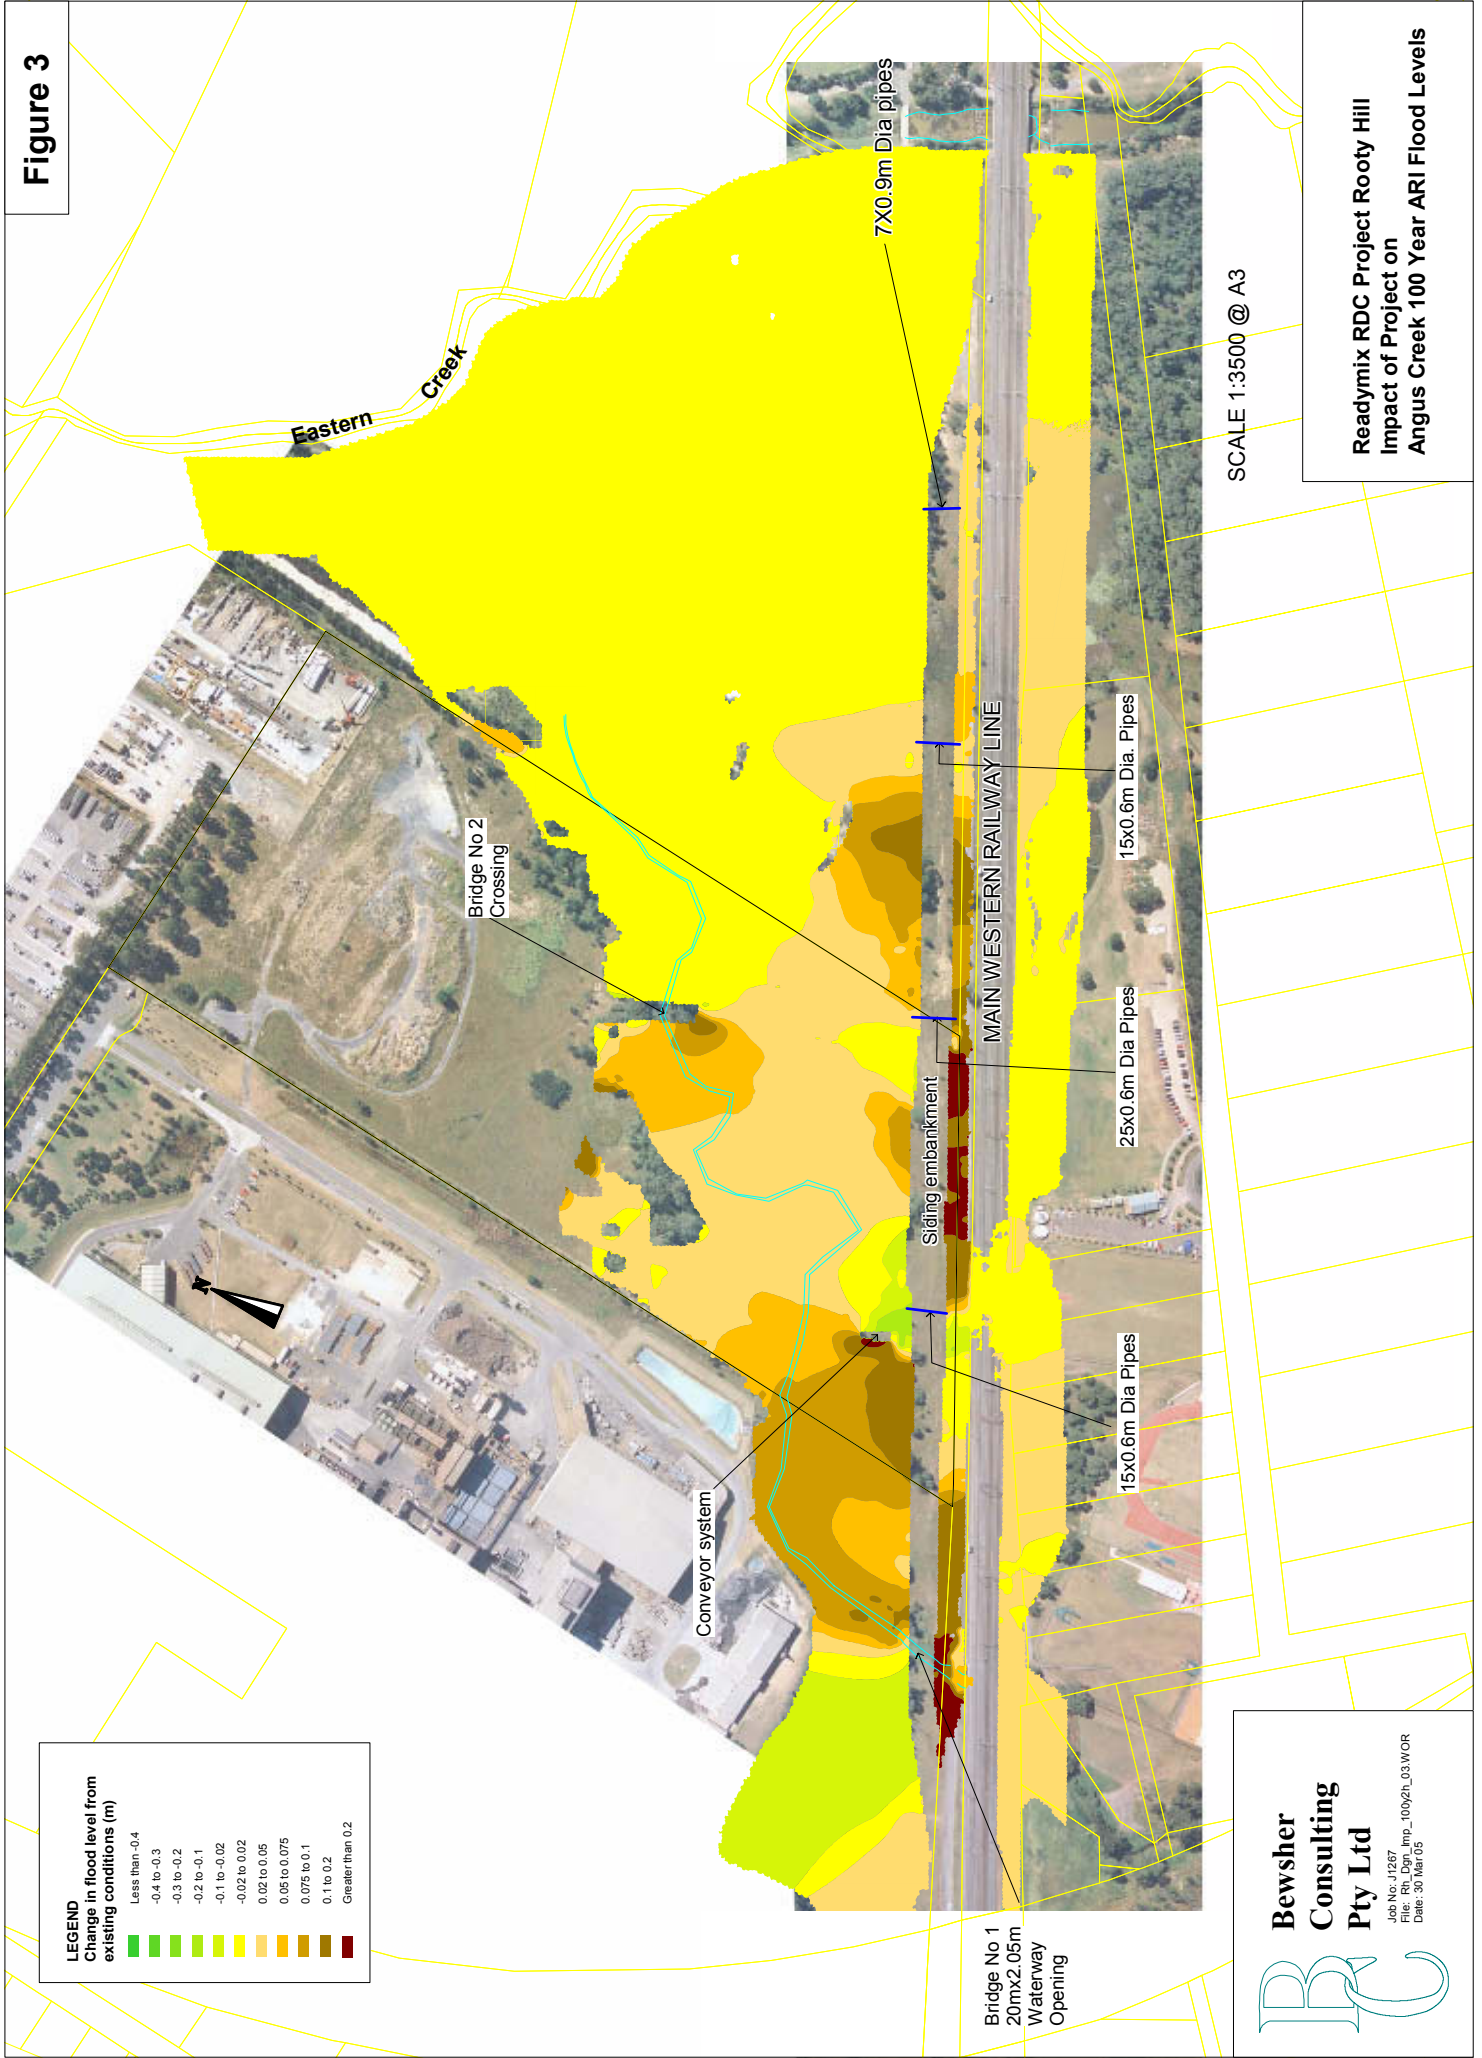 Figure 3
LEGEND
Change in flood level from
existing conditions (m)
Less than -0.4
-0.4 to -0.3
-0.3 to -0.2
-0.2 to -0.1
-0.1 to -0.02
-0.02 to 0.02
0.02 to 0.05
0.05 to 0.075
0.075 to 0.1
0.1 to 0.2
Greater than 0.2
N
Eastern
Creek
Bridge No 2
Crossing
Conveyor system
7X0.9m Dia pipes
Siding embankment
MAIN WESTERN RAILWAY LINE
15x0.6m Dia Pipes
25x0.6m Dia Pipes
15x0.6m Dia. Pipes
Bridge No 1
20mx2.05m
Waterway
Opening
SCALE 1:3500 @ A3
Bewsher
Consulting
Pty Ltd
Job No: J1267
File: Rh_Dgn_Imp_100y2h_03.WOR
Date: 30 Mar 05
Readymix RDC Project Rooty Hill
Impact of Project on
Angus Creek 100 Year ARI Flood Levels